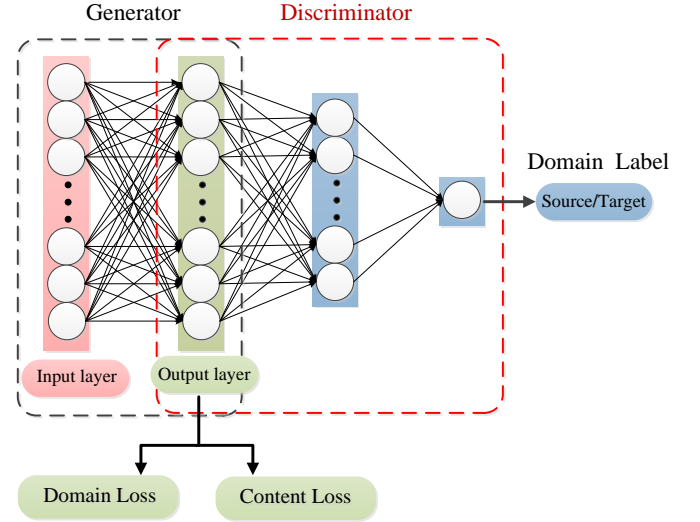 Generator
Discriminator
Domain Label
Source/Target
Input layer
Output layer
Domain Loss
Content Loss